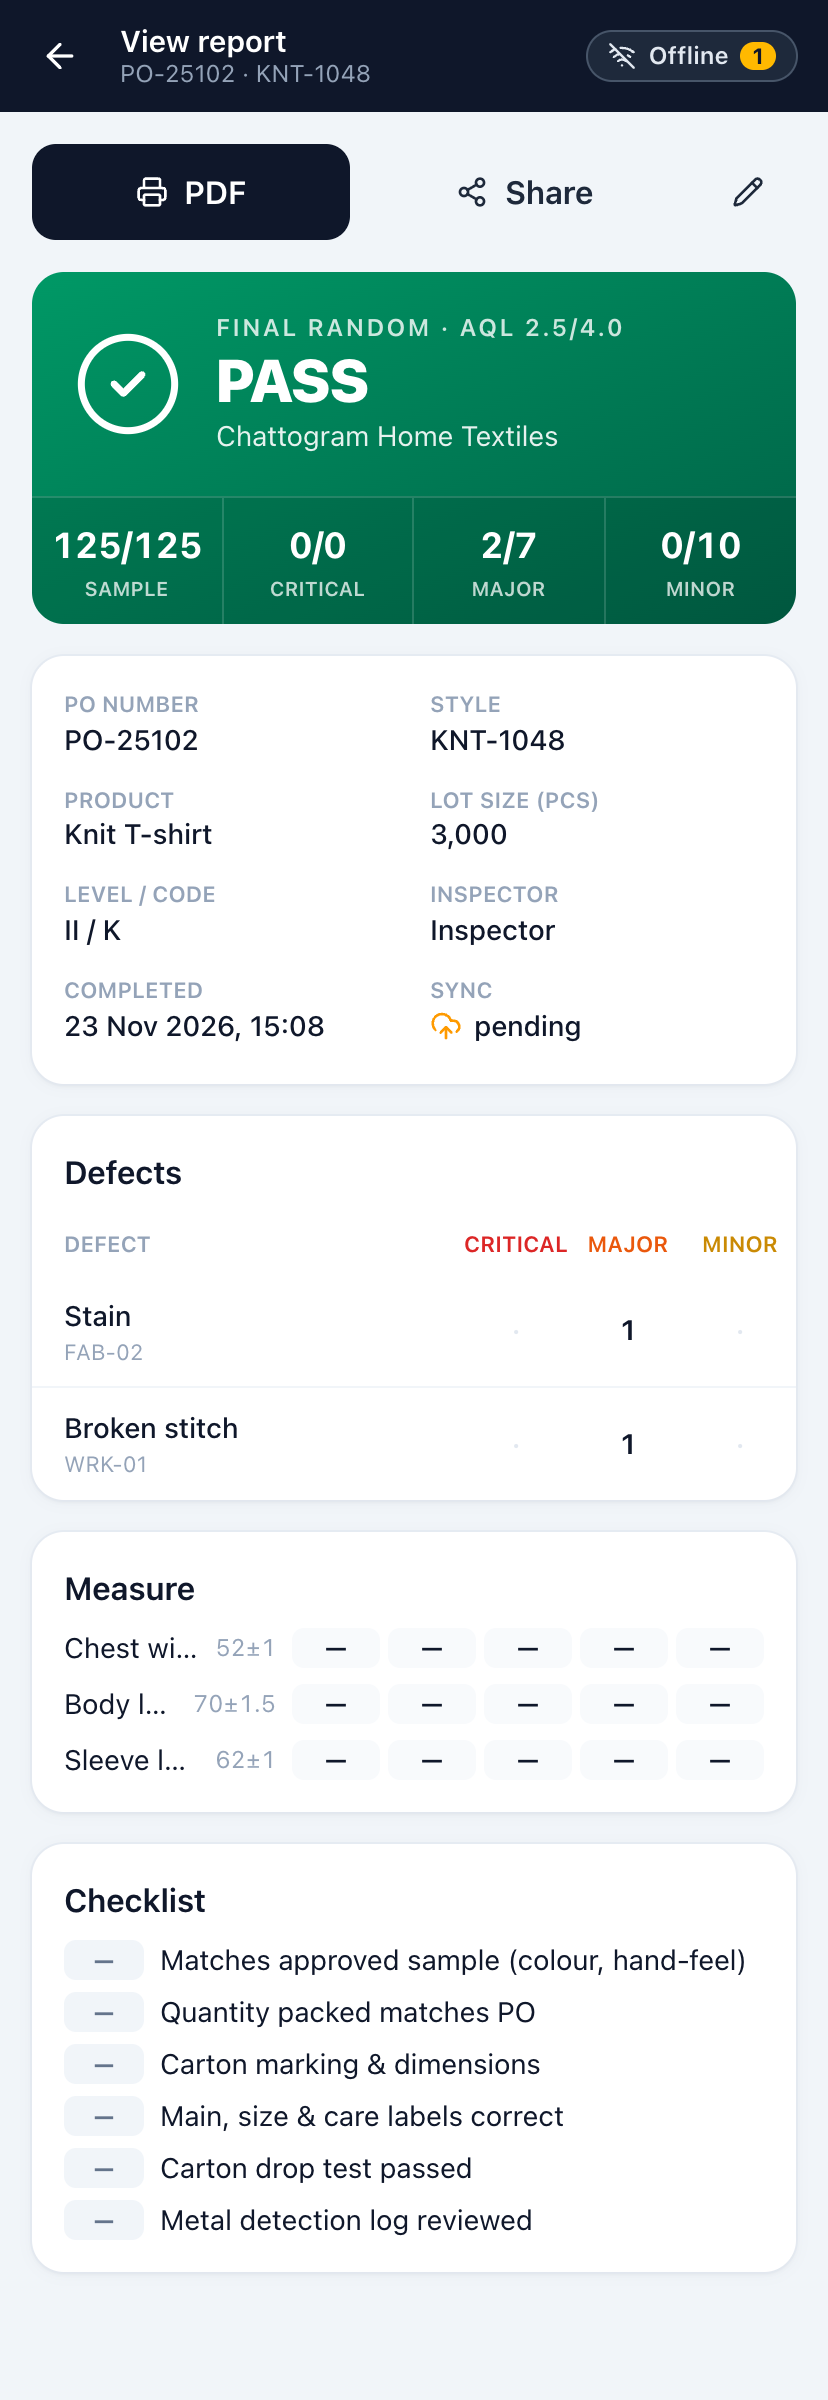 View report
PO-25102 · KNT-1048
Offline 1
PDF
Share
FINAL RANDOM · AQL 2.5/4.0
PASS
Chattogram Home Textiles
125/125 0/0 2/7 0/10
SAMPLE CRITICAL MAJOR MINOR
PO NUMBER STYLE
PO-25102 KNT-1048
PRODUCT LOT SIZE (PCS)
Knit T-shirt 3,000
LEVEL / CODE INSPECTOR
II / K Inspector
COMPLETED SYNC
23 Nov 2026, 15:08 pending
Defects
DEFECT CRITICAL MAJOR MINOR
Stain · 1 ·
FAB-02
Broken stitch · 1 ·
WRK-01
Measure
Chest wi... 52±1 – – – – –
Body l... 70±1.5 – – – – –
Sleeve l... 62±1 – – – – –
Checklist
– Matches approved sample (colour, hand-feel)
– Quantity packed matches PO
– Carton marking & dimensions
– Main, size & care labels correct
– Carton drop test passed
– Metal detection log reviewed